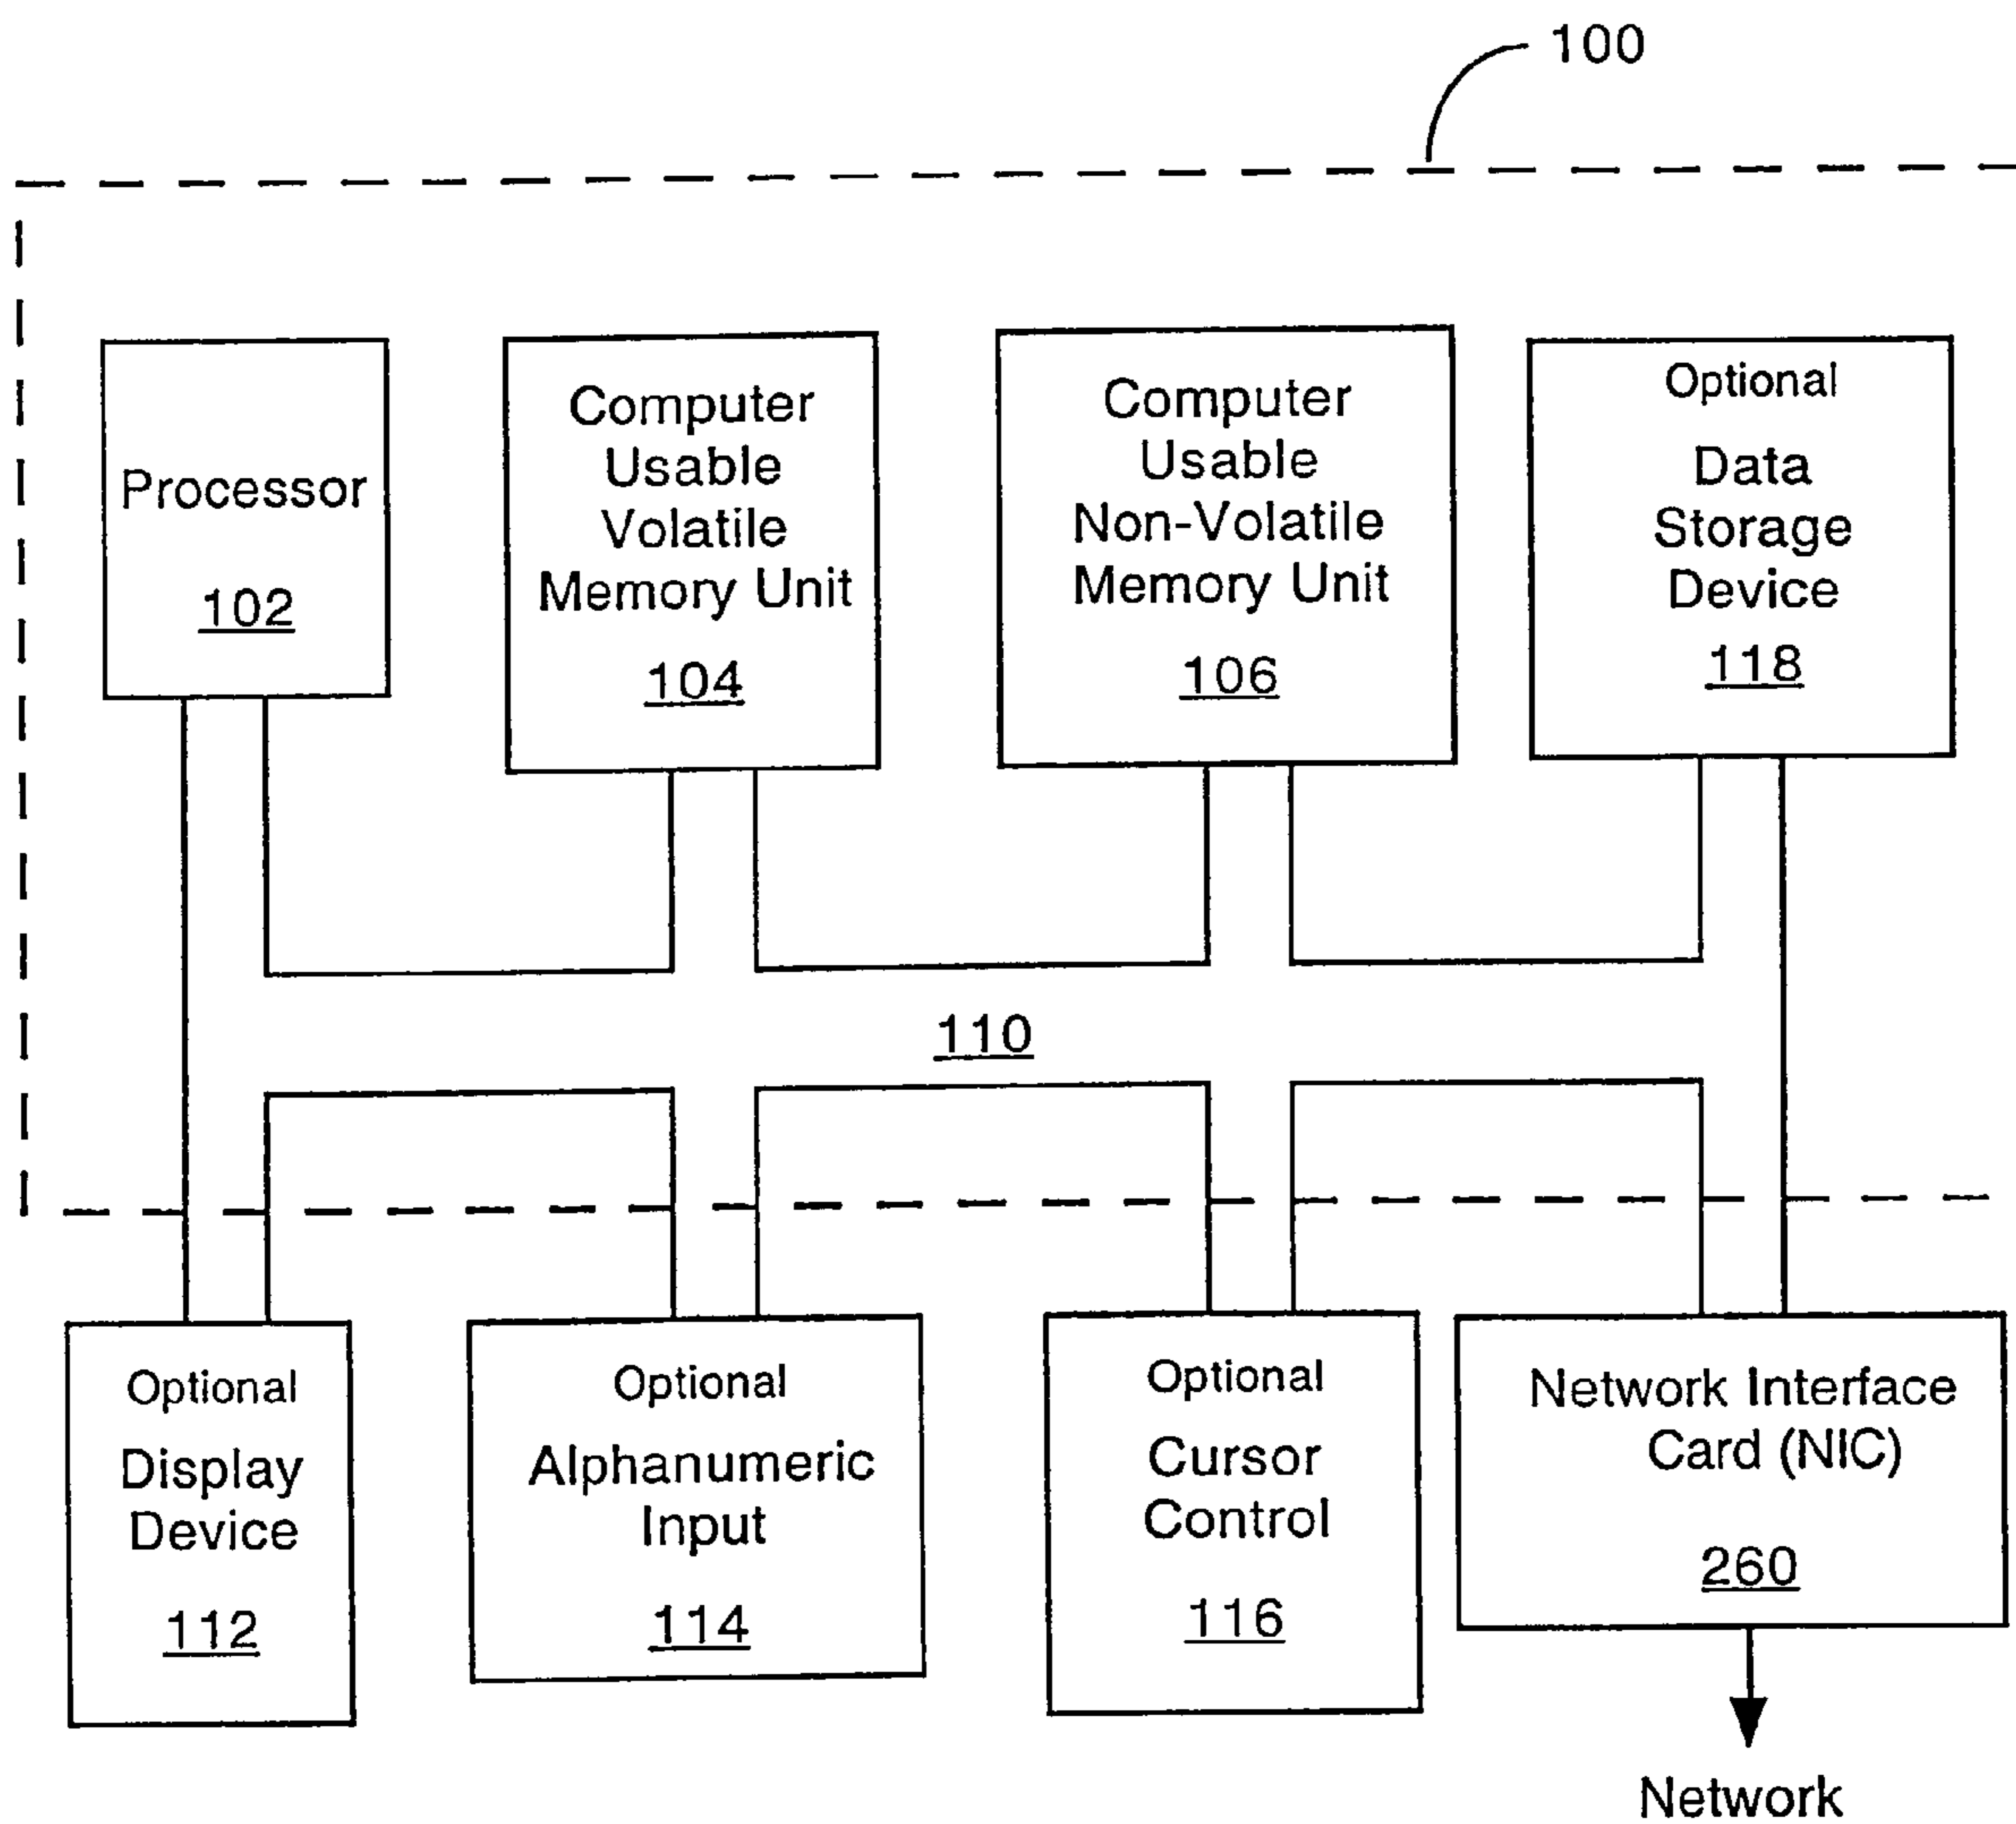 100
Processor
102
Computer
Usable
Volatile
Memory Unit
104
Computer
Usable
Non-Volatile
Memory Unit
106
Optional
Data
Storage
Device
118
110
Optional
Display
Device
112
Optional
Alphanumeric
Input
114
Optional
Cursor
Control
116
Network Interface
Card (NIC)
260
Network